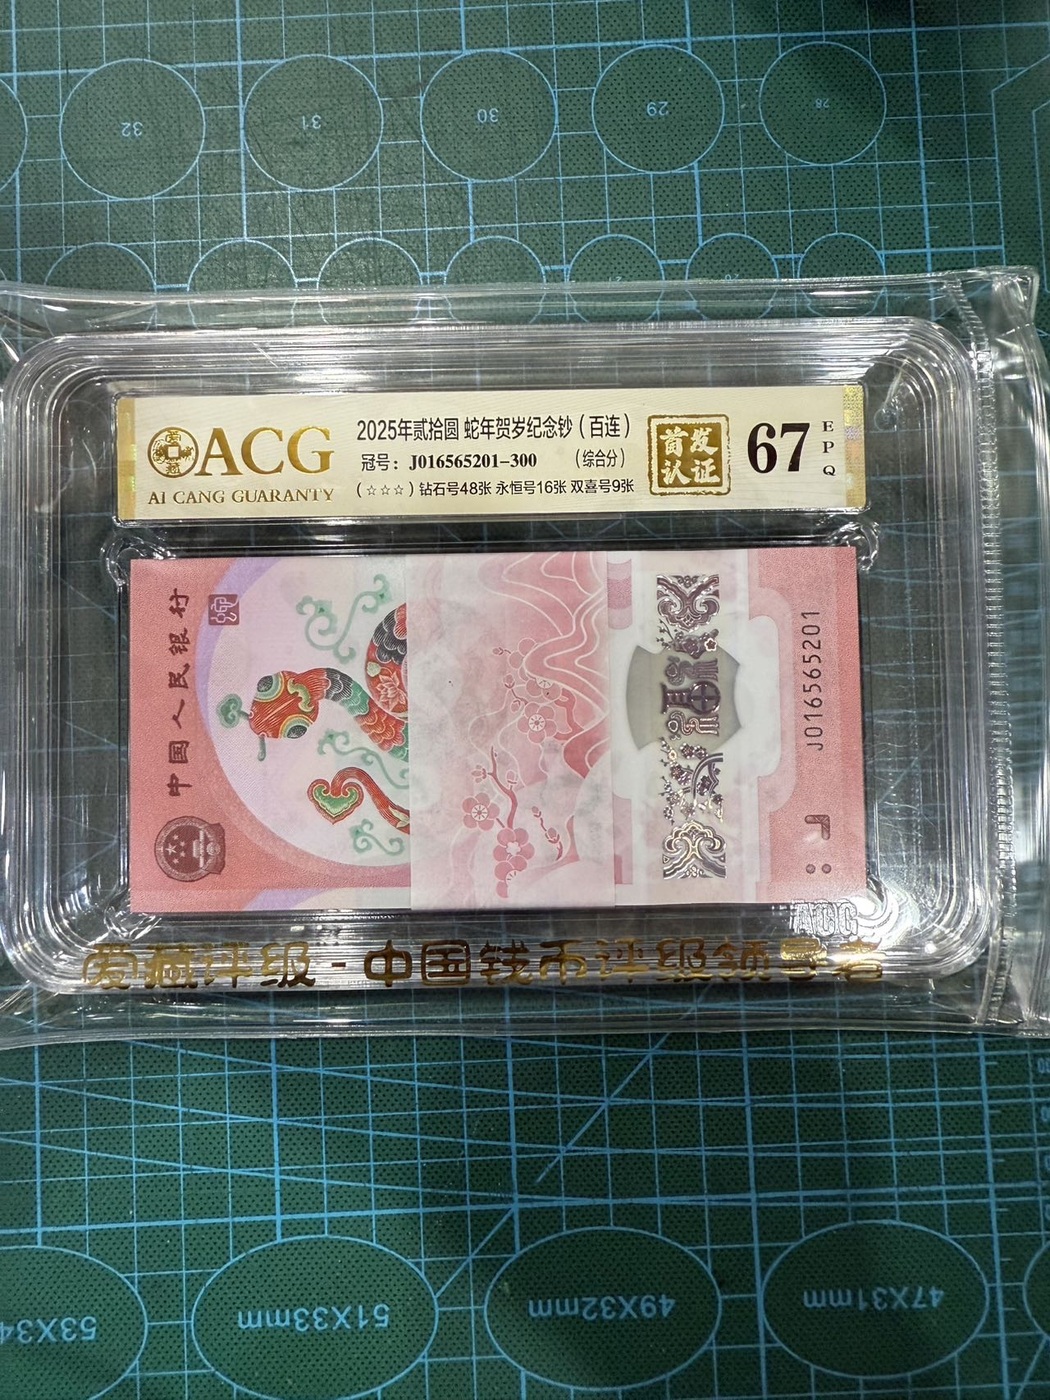 32
31
30
29
28
ACG
AI CANG GUARANTY
2025年贰拾圆 蛇年贺岁纪念钞(百连)
冠号: J016565201-300 (综合分)
(☆☆☆) 钻石号48张 永恒号16张 双喜号9张
首发
认证
67
EPQ
中国人民银行
J016565201
ACG
爱藏评级-中国钱币评级领导者
53X34
51X33mm
49X32mm
47X31mm